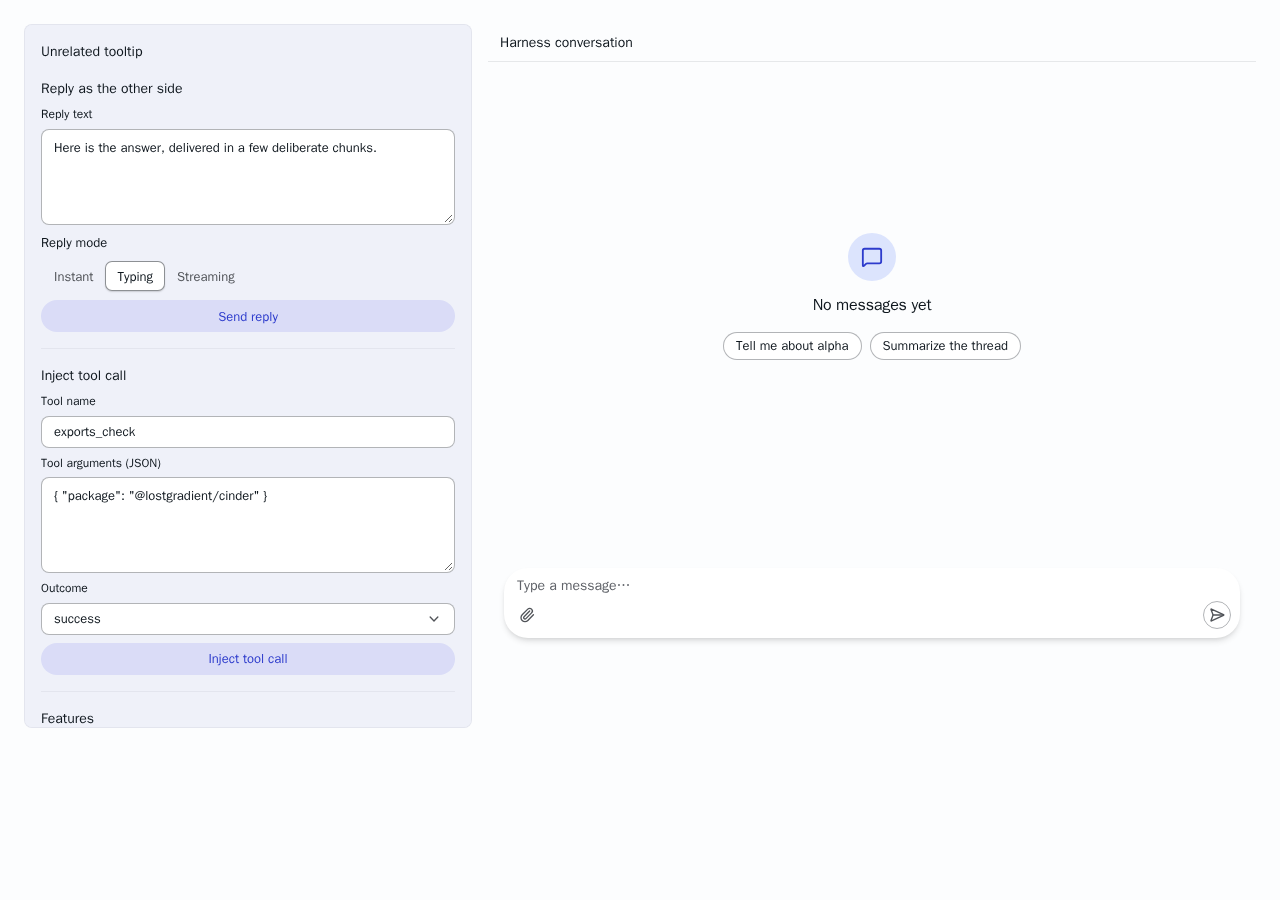 Unrelated tooltip
Reply as the other side
Reply text
Here is the answer, delivered in a few deliberate chunks.
Reply mode
Instant
Typing
Streaming
Send reply
Inject tool call
Tool name
exports_check
Tool arguments (JSON)
{ "package": "@lostgradient/cinder" }
Outcome
success
Inject tool call
Features
Harness conversation
No messages yet
Tell me about alpha
Summarize the thread
Type a message…